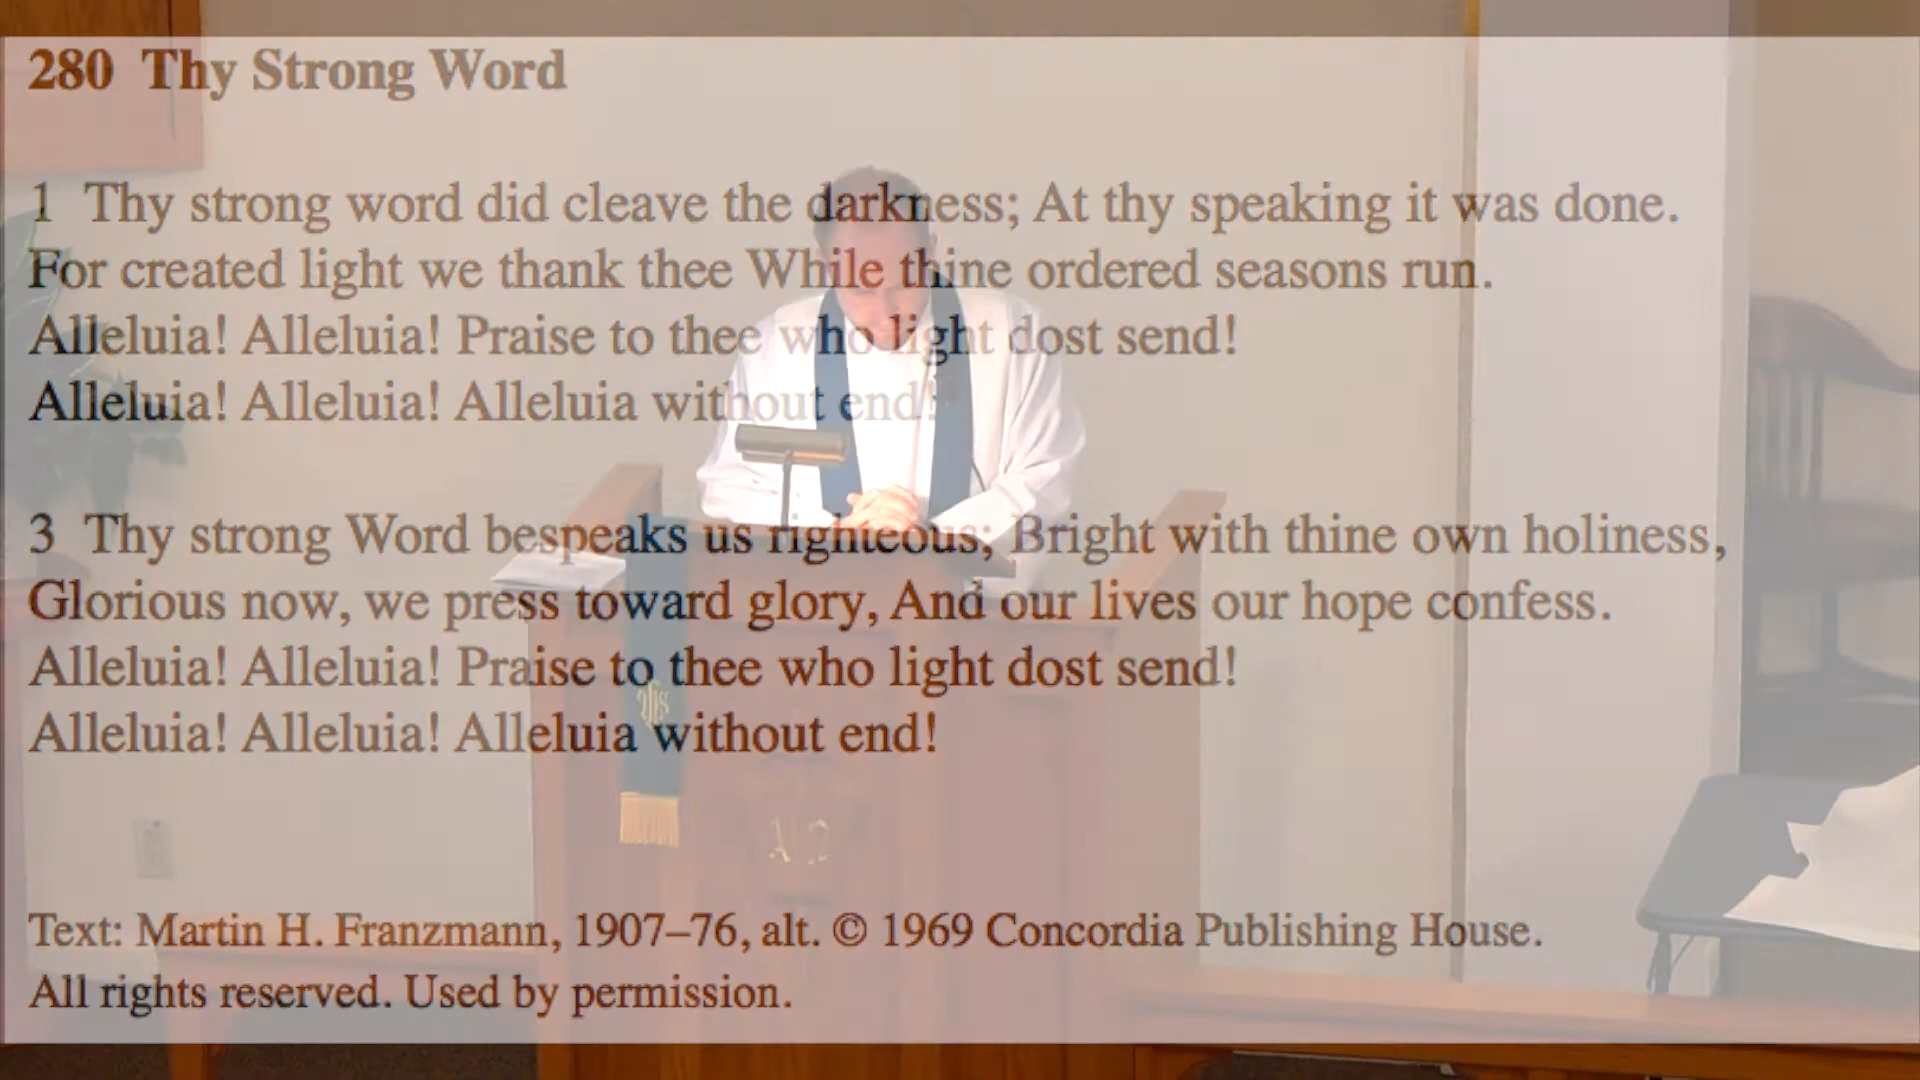 280 Thy Strong Word
1 Thy strong word did cleave the darkness; At thy speaking it was done.
For created light we thank thee While thine ordered seasons run.
Alleluia! Alleluia! Praise to thee who light dost send!
Alleluia! Alleluia! Alleluia without end!
3 Thy strong Word bespeaks us righteous; Bright with thine own holiness,
Glorious now, we press toward glory, And our lives our hope confess.
Alleluia! Alleluia! Praise to thee who light dost send!
Alleluia! Alleluia! Alleluia without end!
IHS
ΑΩ
Text: Martin H. Franzmann, 1907–76, alt. © 1969 Concordia Publishing House.
All rights reserved. Used by permission.